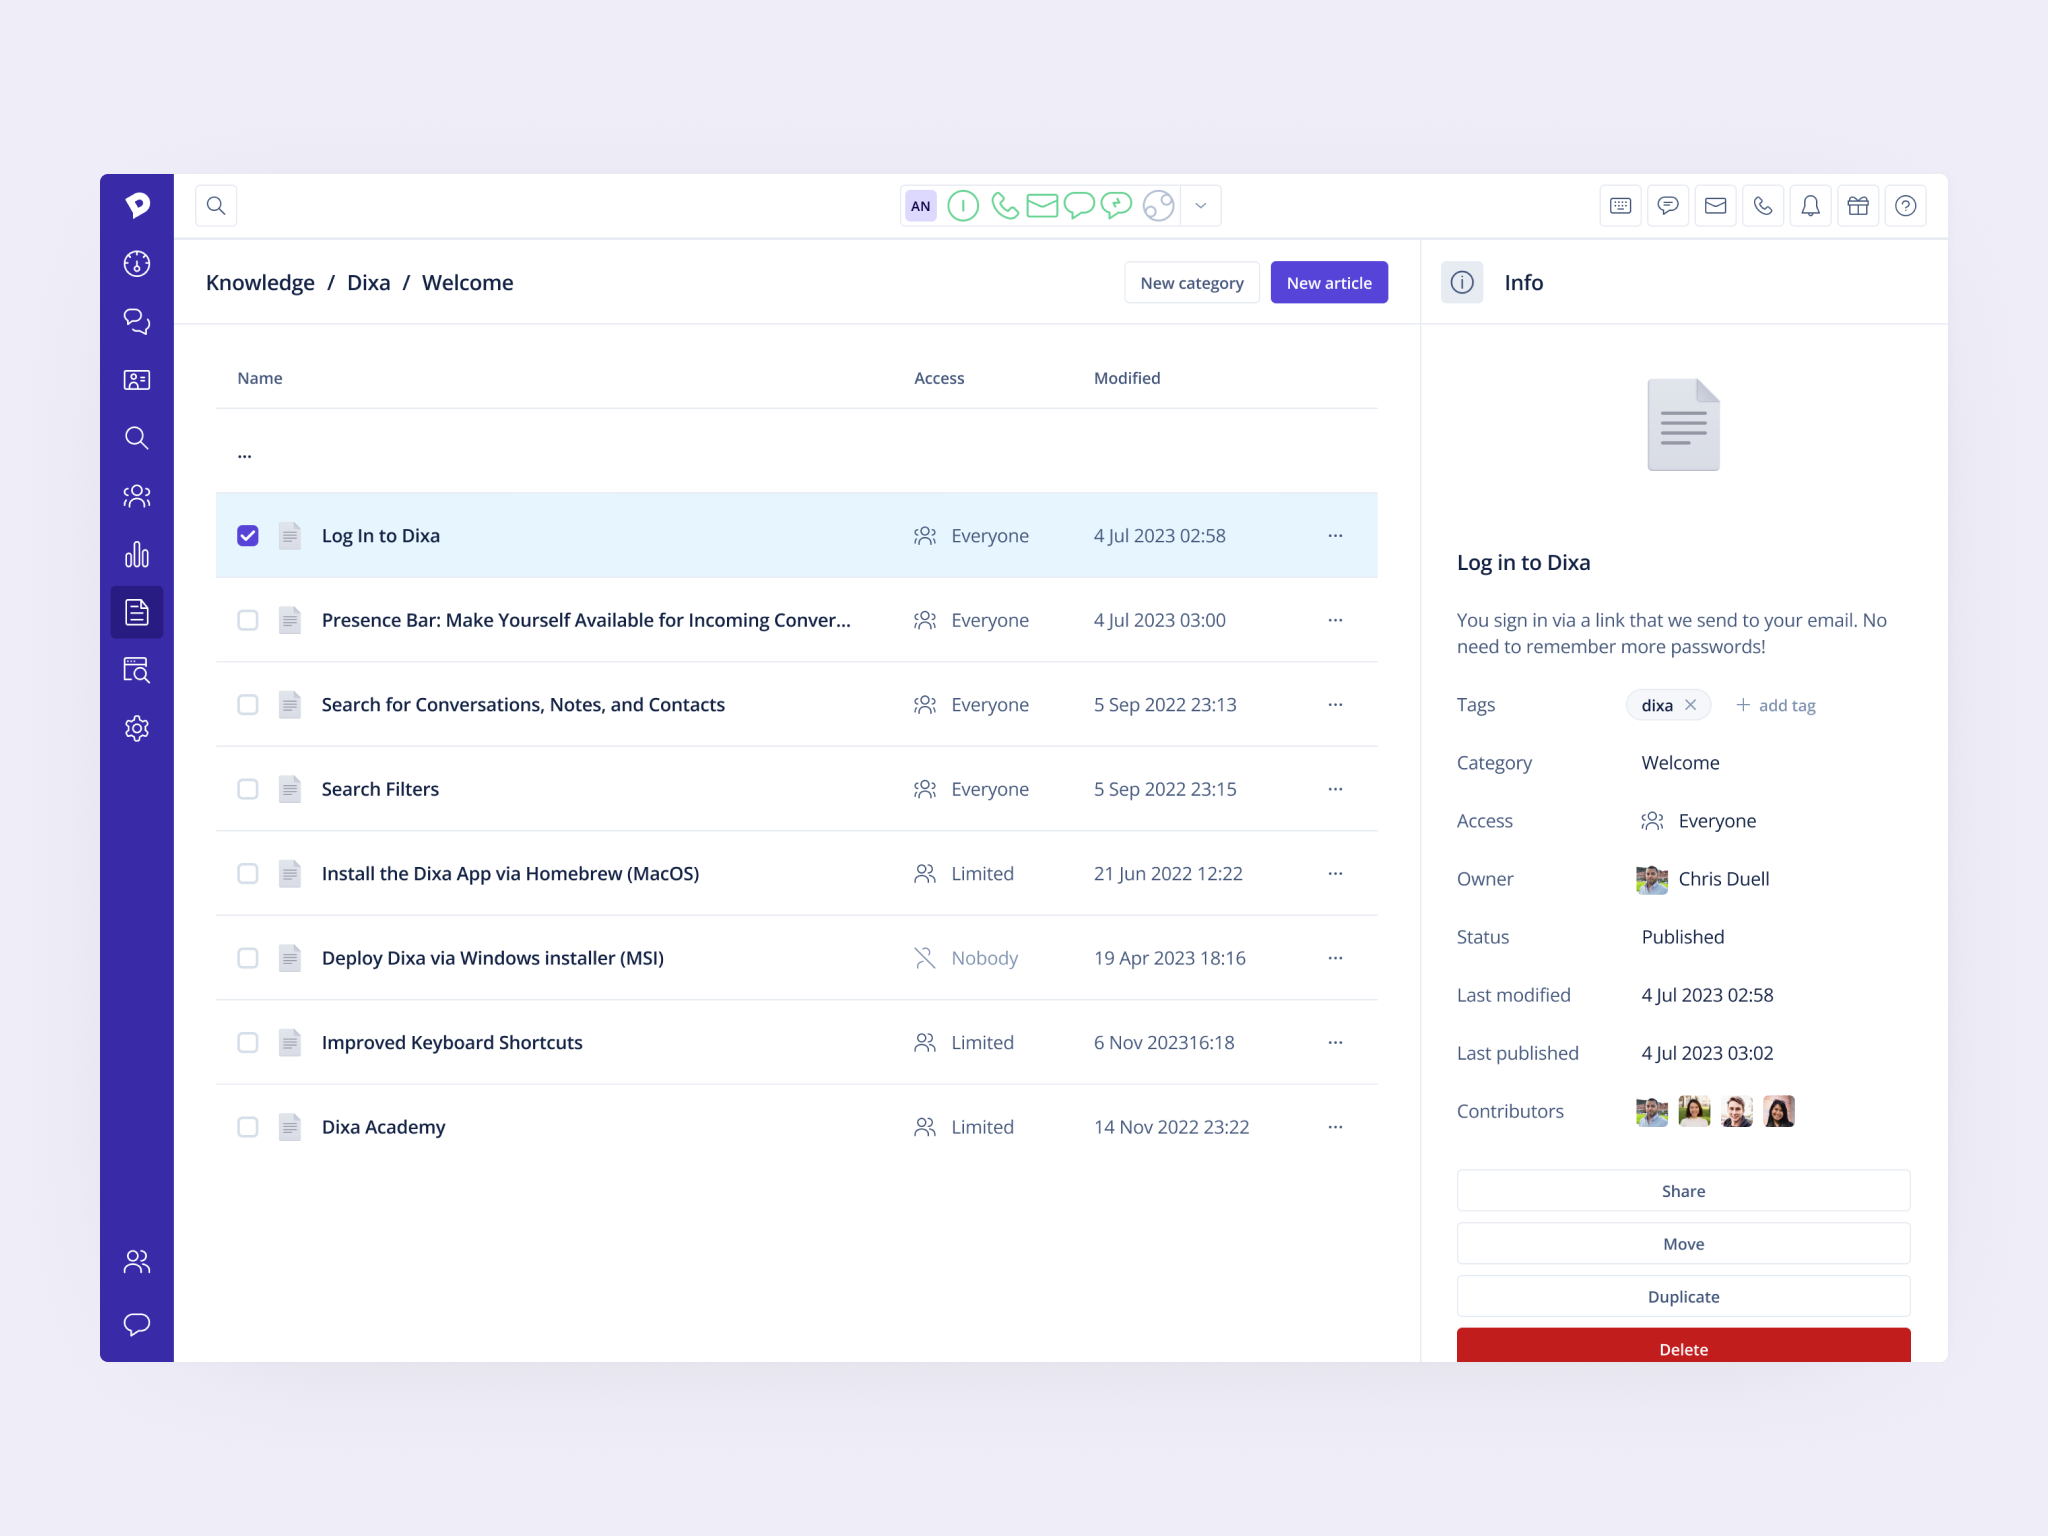 AN
Knowledge / Dixa / Welcome
New category
New article
Info
Name
Access
Modified
...
Log In to Dixa
Everyone
4 Jul 2023 02:58
Presence Bar: Make Yourself Available for Incoming Conver...
Everyone
4 Jul 2023 03:00
Search for Conversations, Notes, and Contacts
Everyone
5 Sep 2022 23:13
Search Filters
Everyone
5 Sep 2022 23:15
Install the Dixa App via Homebrew (MacOS)
Limited
21 Jun 2022 12:22
Deploy Dixa via Windows installer (MSI)
Nobody
19 Apr 2023 18:16
Improved Keyboard Shortcuts
Limited
6 Nov 202316:18
Dixa Academy
Limited
14 Nov 2022 23:22
Log in to Dixa
You sign in via a link that we send to your email. No
need to remember more passwords!
Tags
dixa
add tag
Category
Welcome
Access
Everyone
Owner
Chris Duell
Status
Published
Last modified
4 Jul 2023 02:58
Last published
4 Jul 2023 03:02
Contributors
Share
Move
Duplicate
Delete